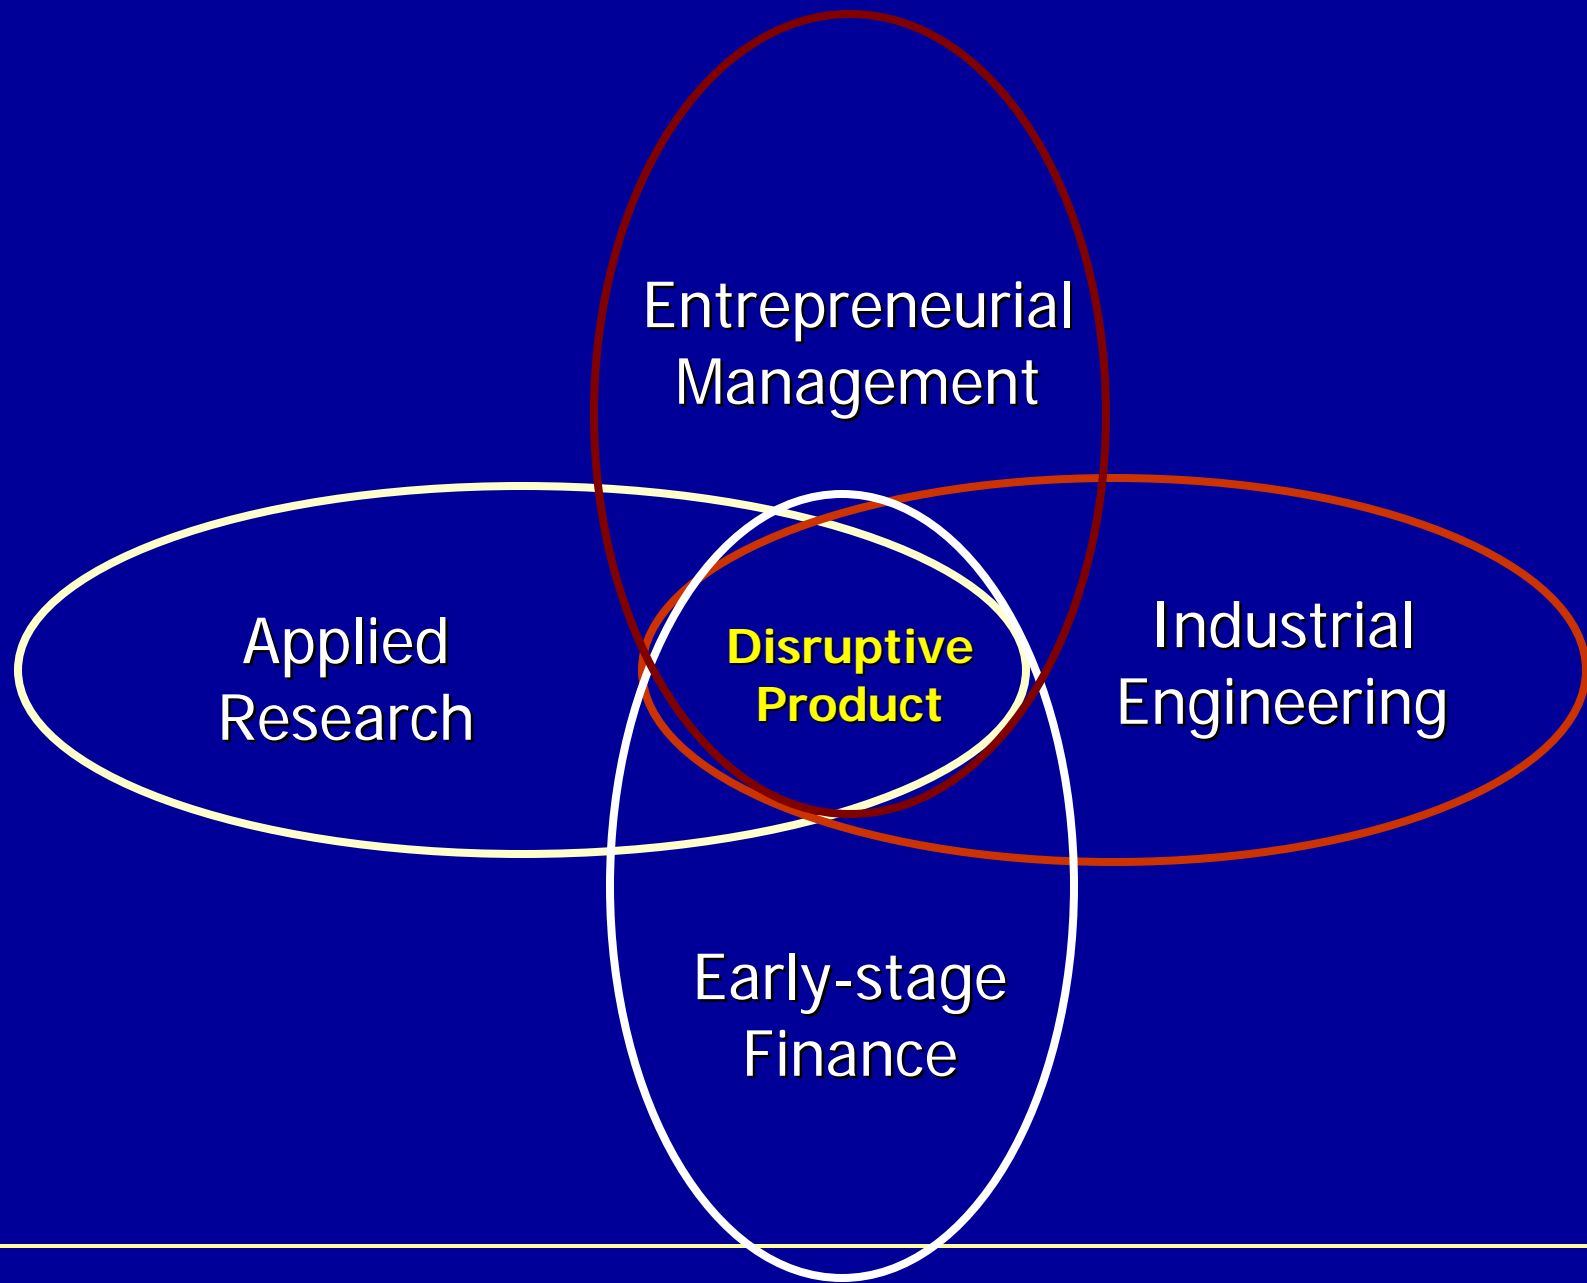 Entrepreneurial
Management
Applied
Research
Disruptive
Product
Industrial
Engineering
Early-stage
Finance